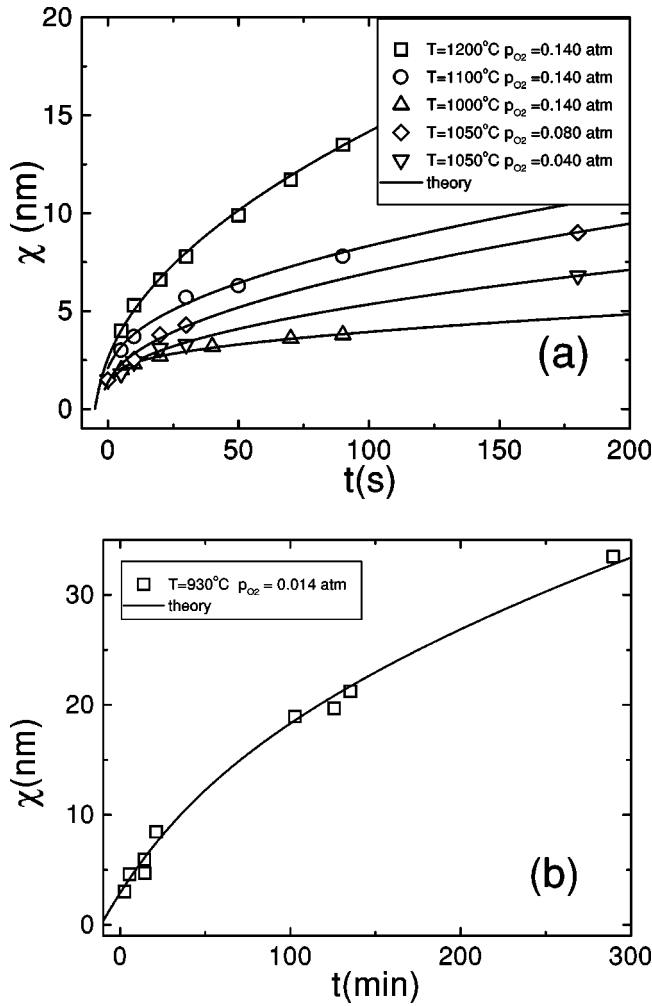 20
15
10
5
0
χ (nm)
T=1200°C p_O2=0.140 atm
T=1100°C p_O2=0.140 atm
T=1000°C p_O2=0.140 atm
T=1050°C p_O2=0.080 atm
T=1050°C p_O2=0.040 atm
theory
(a)
0 50 100 150 200
t(s)
30
20
10
0
χ(nm)
T=930°C p_O2 = 0.014 atm
theory
(b)
0 100 200 300
t(min)